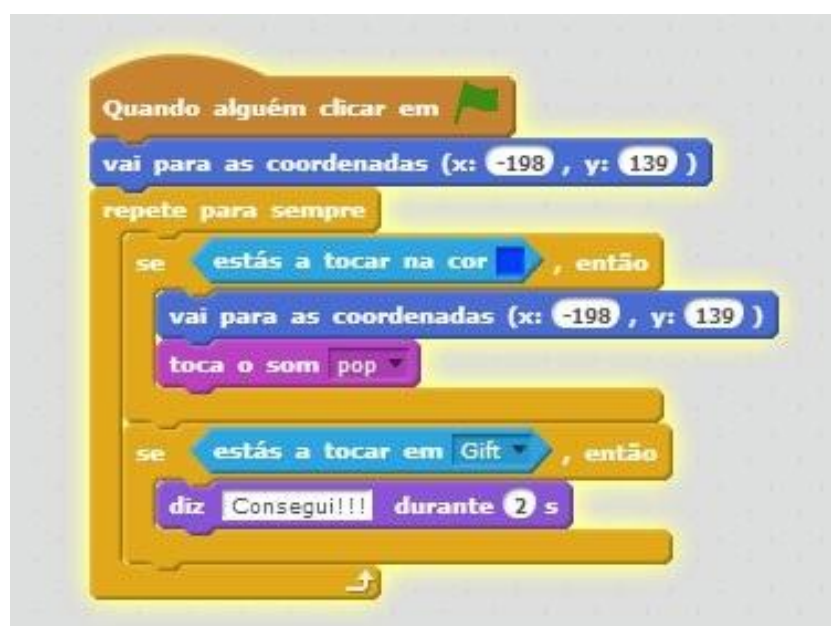 Quando alguém clicar em
vai para as coordenadas (x: -198 , y: 139 )
repete para sempre
se estás a tocar na cor , então
vai para as coordenadas (x: -198 , y: 139 )
toca o som pop
se estás a tocar em Gift , então
diz Consegui!!! durante 2 s